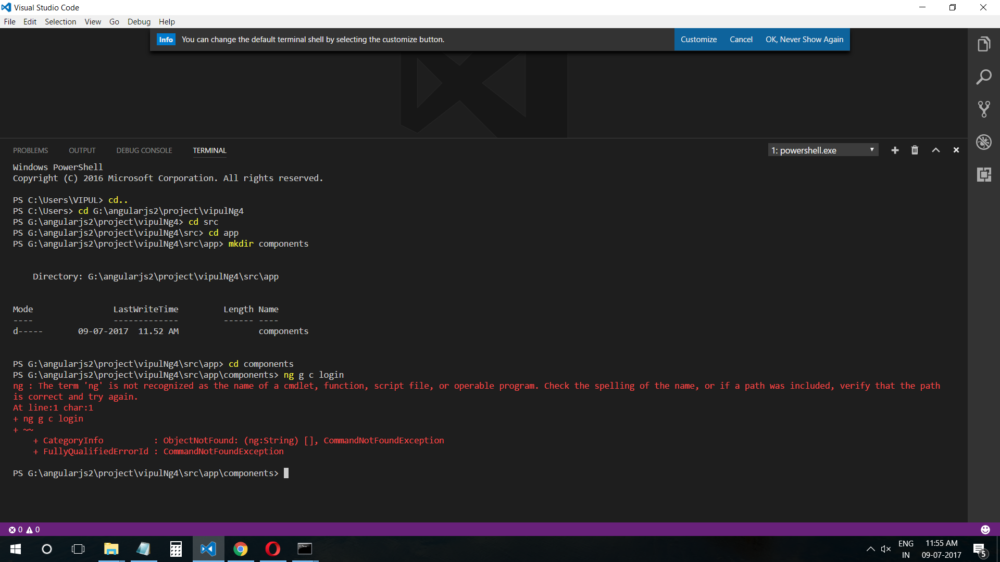 Visual Studio Code
File Edit Selection View Go Debug Help
Info You can change the default terminal shell by selecting the customize button. Customize Cancel OK, Never Show Again
PROBLEMS OUTPUT DEBUG CONSOLE TERMINAL 1: powershell.exe
Windows PowerShell
Copyright (C) 2016 Microsoft Corporation. All rights reserved.
PS C:\Users\VIPUL> cd..
PS C:\Users> cd G:\angularjs2\project\vipulNg4
PS G:\angularjs2\project\vipulNg4> cd src
PS G:\angularjs2\project\vipulNg4\src> cd app
PS G:\angularjs2\project\vipulNg4\src\app> mkdir components
Directory: G:\angularjs2\project\vipulNg4\src\app
Mode LastWriteTime Length Name
---- ------------- ------ ----
d----- 09-07-2017 11.52 AM components
PS G:\angularjs2\project\vipulNg4\src\app> cd components
PS G:\angularjs2\project\vipulNg4\src\app\components> ng g c login
ng : The term 'ng' is not recognized as the name of a cmdlet, function, script file, or operable program. Check the spelling of the name, or if a path was included, verify that the path
is correct and try again.
At line:1 char:1
+ ng g c login
+ ~~
+ CategoryInfo : ObjectNotFound: (ng:String) [], CommandNotFoundException
+ FullyQualifiedErrorId : CommandNotFoundException
PS G:\angularjs2\project\vipulNg4\src\app\components>
0 0
ENG 11:55 AM
IN 09-07-2017 5